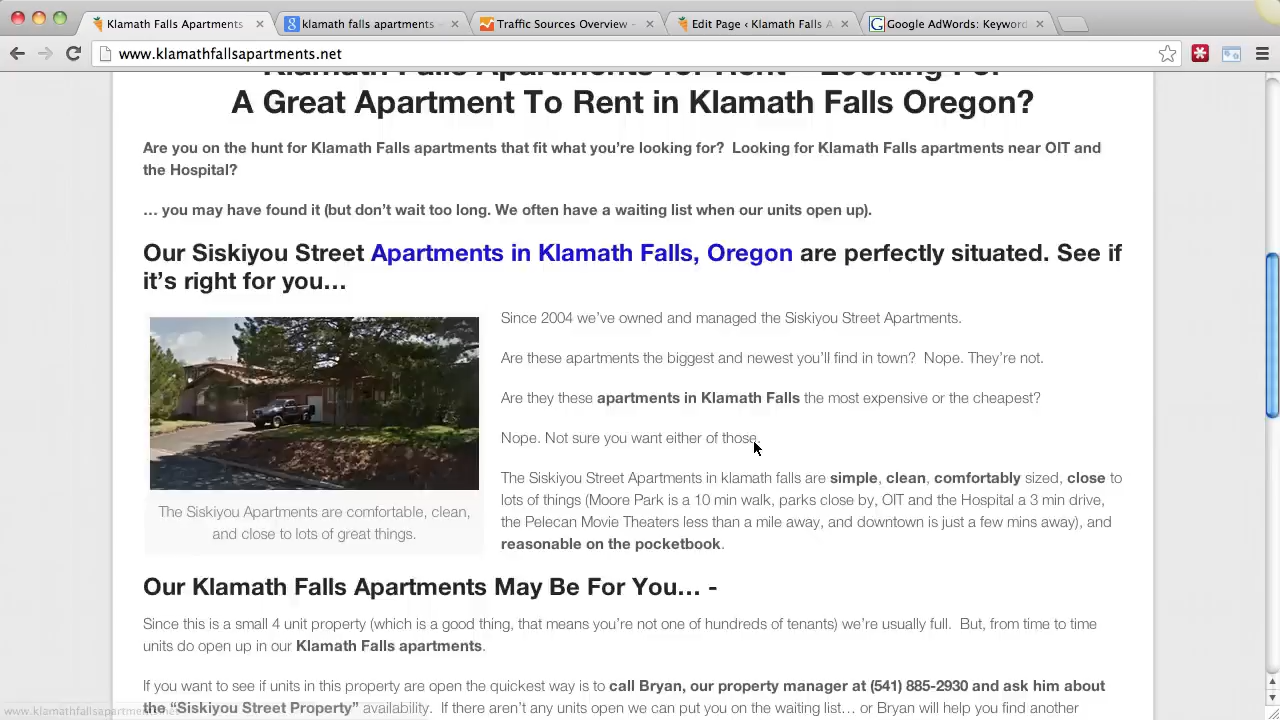 Klamath Falls Apartments
klamath falls apartments
Traffic Sources Overview -
Edit Page ‹ Klamath Falls A
Google AdWords: Keyword
www.klamathfallsapartments.net
Klamath Falls Apartments for Rent – Looking For
A Great Apartment To Rent in Klamath Falls Oregon?
Are you on the hunt for Klamath Falls apartments that fit what you’re looking for?  Looking for Klamath Falls apartments near OIT and
the Hospital?
… you may have found it (but don’t wait too long. We often have a waiting list when our units open up).
Our Siskiyou Street Apartments in Klamath Falls, Oregon are perfectly situated. See if
it’s right for you…
Since 2004 we’ve owned and managed the Siskiyou Street Apartments.
Are these apartments the biggest and newest you’ll find in town?  Nope. They’re not.
Are they these apartments in Klamath Falls the most expensive or the cheapest?
Nope. Not sure you want either of those.
The Siskiyou Street Apartments in klamath falls are simple, clean, comfortably sized, close to
lots of things (Moore Park is a 10 min walk, parks close by, OIT and the Hospital a 3 min drive,
the Pelecan Movie Theaters less than a mile away, and downtown is just a few mins away), and
reasonable on the pocketbook.
The Siskiyou Apartments are comfortable, clean,
and close to lots of great things.
Our Klamath Falls Apartments May Be For You… -
Since this is a small 4 unit property (which is a good thing, that means you’re not one of hundreds of tenants) we’re usually full.  But, from time to time
units do open up in our Klamath Falls apartments.
If you want to see if units in this property are open the quickest way is to call Bryan, our property manager at (541) 885-2930 and ask him about
the “Siskiyou Street Property” availability.  If there aren’t any units open we can put you on the waiting list… or Bryan will help you find another
www.klamathfallsapartments.net